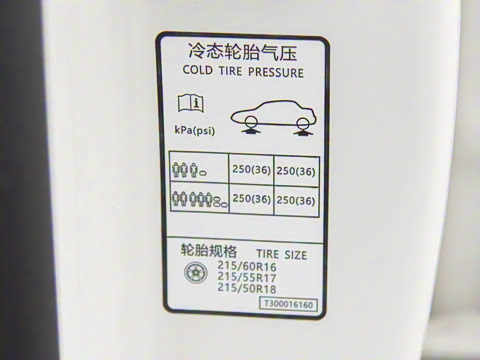 冷态轮胎气压
COLD TIRE PRESSURE
kPa(psi)
250(36) 250(36)
250(36) 250(36)
轮胎规格 TIRE SIZE
215/60R16
215/55R17
215/50R18
T300016160